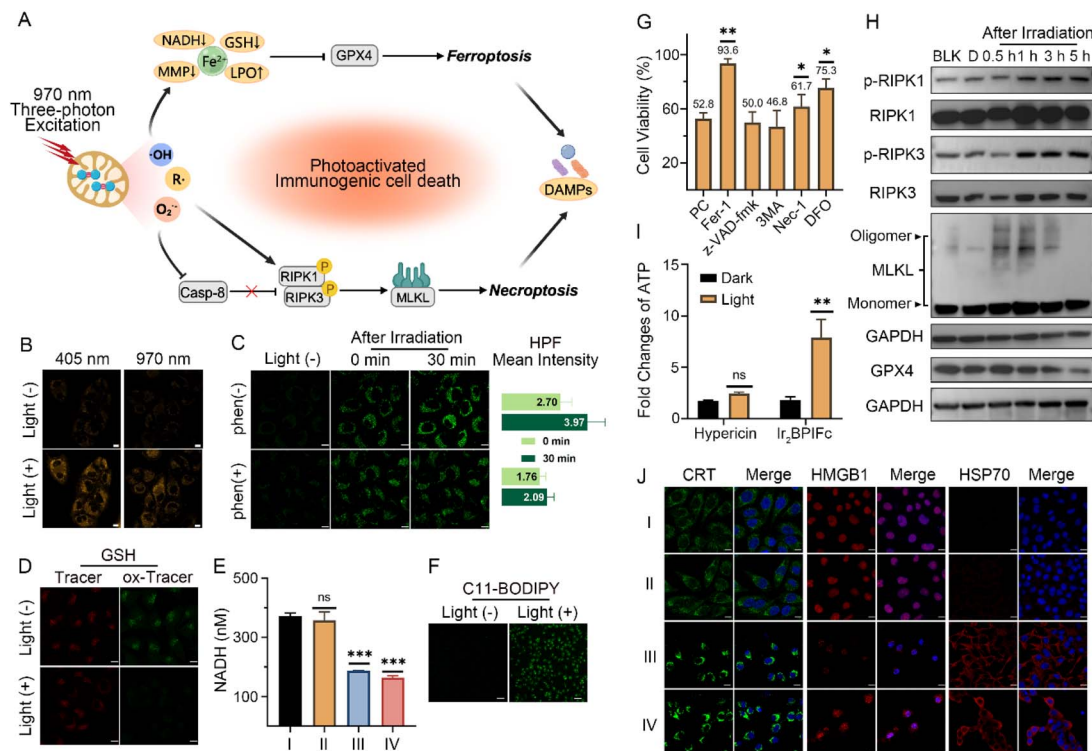 A
NADH↓ GSH↓
Fe²⁺
MMP↓ LPO↑
GPX4
Ferroptosis
970 nm
Three-photon
Excitation
·OH
R·
O₂·⁻
Photoactivated
Immunogenic cell death
DAMPs
Casp-8
RIPK1 P
RIPK3 P
MLKL
Necroptosis
B
405 nm 970 nm
Light (-)
Light (+)
C
After Irradiation
Light (-) 0 min 30 min
phen(-)
phen(+)
HPF
Mean Intensity
2.70
3.97
0 min
30 min
1.76
2.09
D
GSH
Tracer ox-Tracer
Light (-)
Light (+)
E
NADH (nM)
500
300
100
ns
***
***
I II III IV
F
C11-BODIPY
Light (-) Light (+)
G
Cell Viability (%)
90
60
30
52.8
**
93.6
50.0
46.8
*
61.7
*
75.3
PC
Fer-1
z-VAD-fmk
3MA
Nec-1
DFO
H
After Irradiation
BLK D 0.5 h 1 h 3 h 5 h
p-RIPK1
RIPK1
p-RIPK3
RIPK3
Oligomer
MLKL
Monomer
GAPDH
GPX4
GAPDH
I
Fold Changes of ATP
15
10
5
0
Dark
Light
ns
**
Hypericin Ir₂BPIFc
J
CRT Merge HMGB1 Merge HSP70 Merge
I
II
III
IV